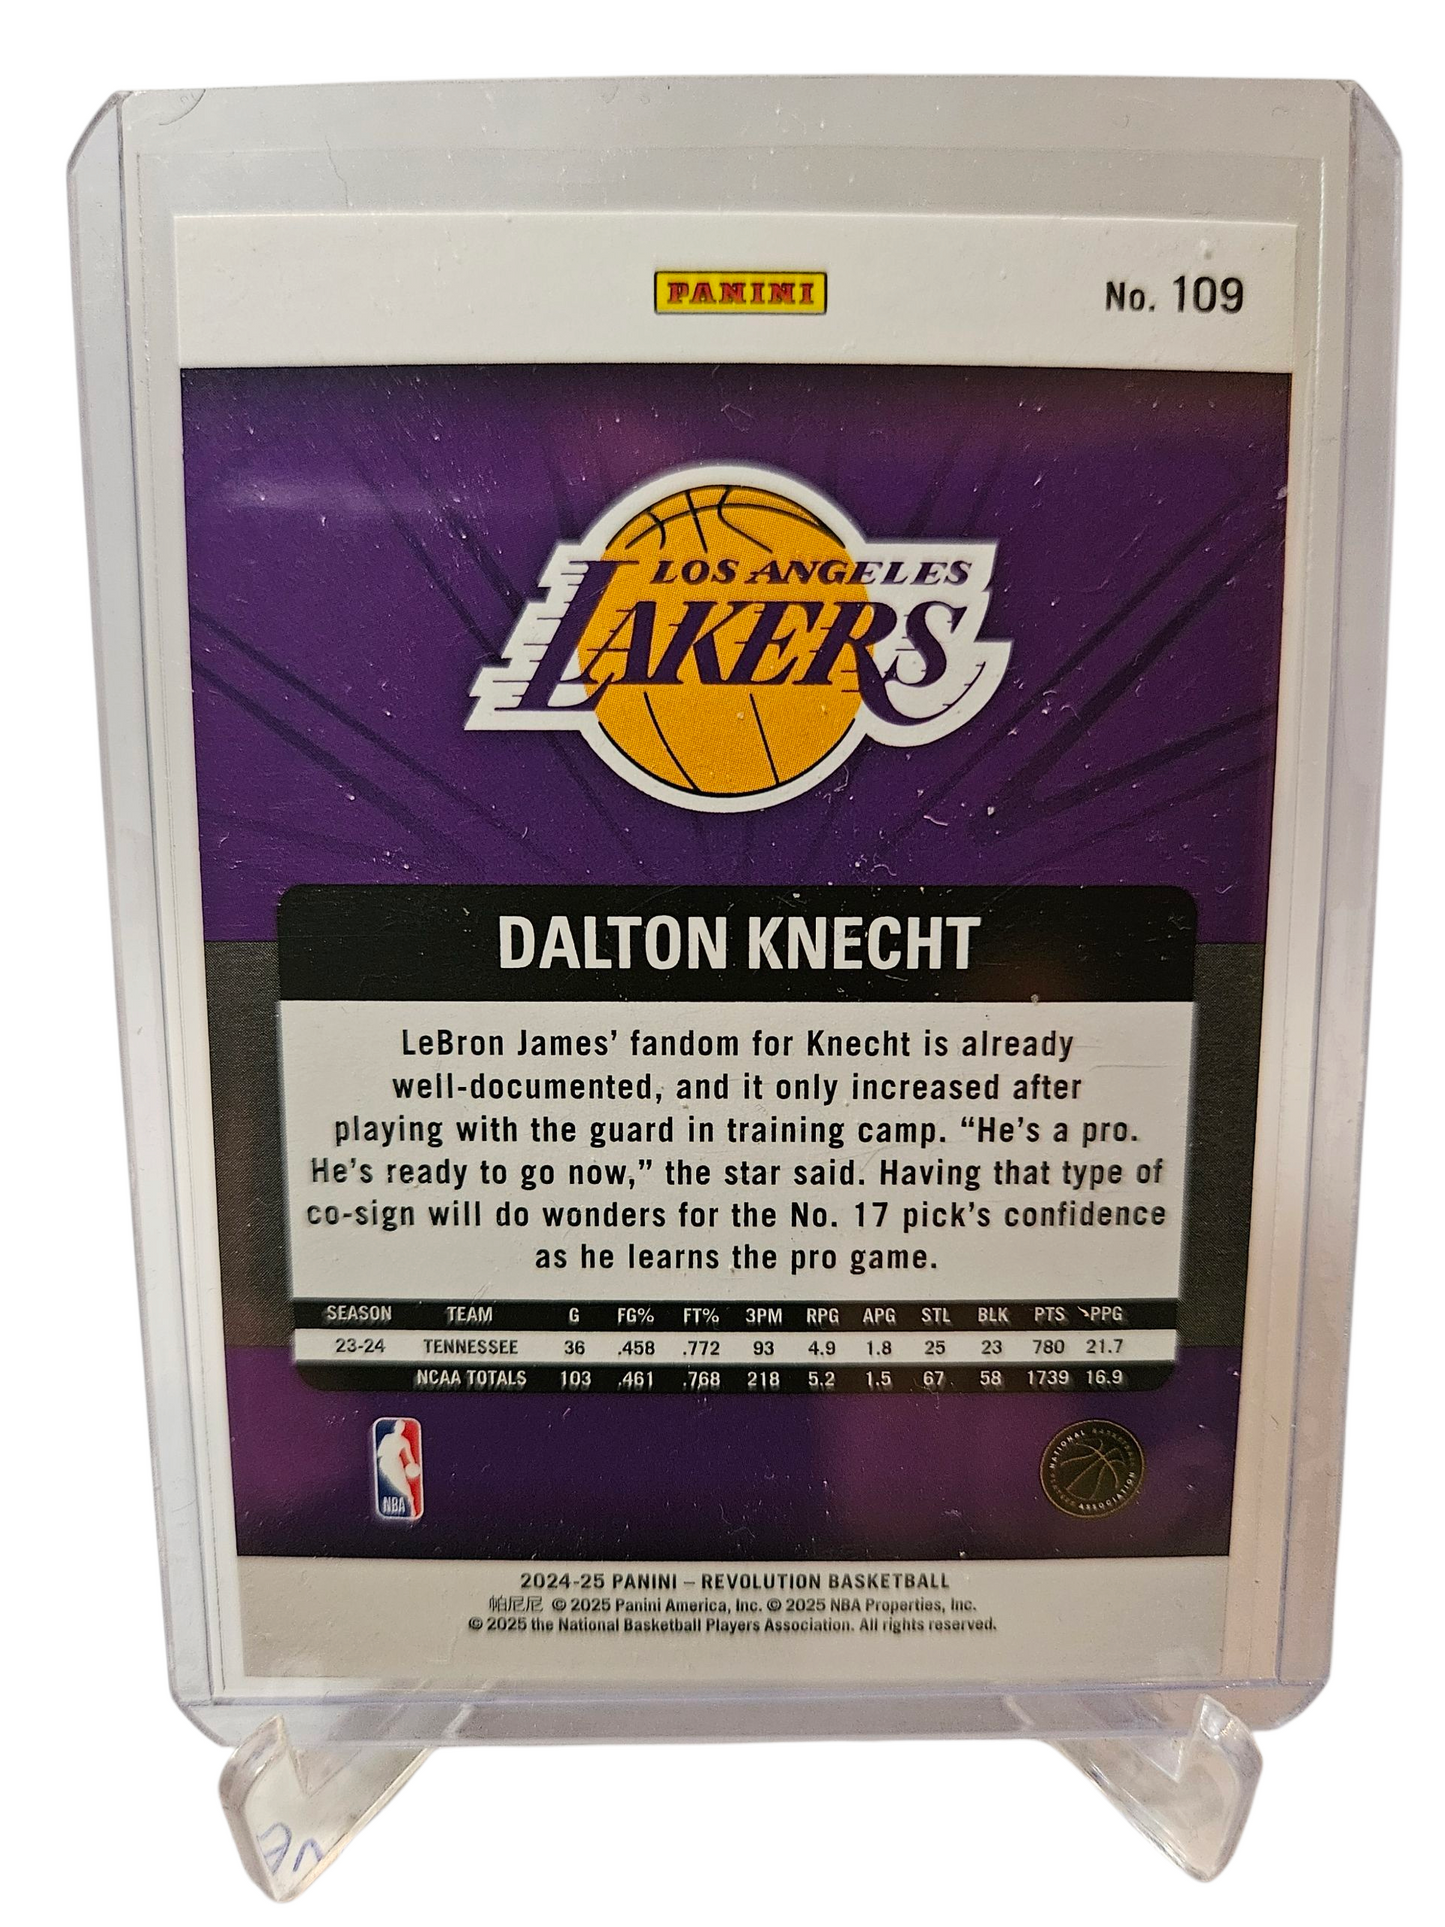 PANINI
No. 109
LOS ANGELES
LAKERS
DALTON KNECHT
LeBron James' fandom for Knecht is already
well-documented, and it only increased after
playing with the guard in training camp. “He's a pro.
He's ready to go now,” the star said. Having that type of
co-sign will do wonders for the No. 17 pick's confidence
as he learns the pro game.
SEASON TEAM G FG% FT% 3PM RPG APG STL BLK PTS PPG
23-24 TENNESSEE 36 .458 .772 93 4.9 1.8 25 23 780 21.7
NCAA TOTALS 103 .461 .768 218 5.2 1.5 67 58 1739 16.9
NBA
NATIONAL BASKETBALL PLAYERS ASSOCIATION
2024-25 PANINI – REVOLUTION BASKETBALL
帕尼尼 © 2025 Panini America, Inc. © 2025 NBA Properties, Inc.
© 2025 the National Basketball Players Association. All rights reserved.